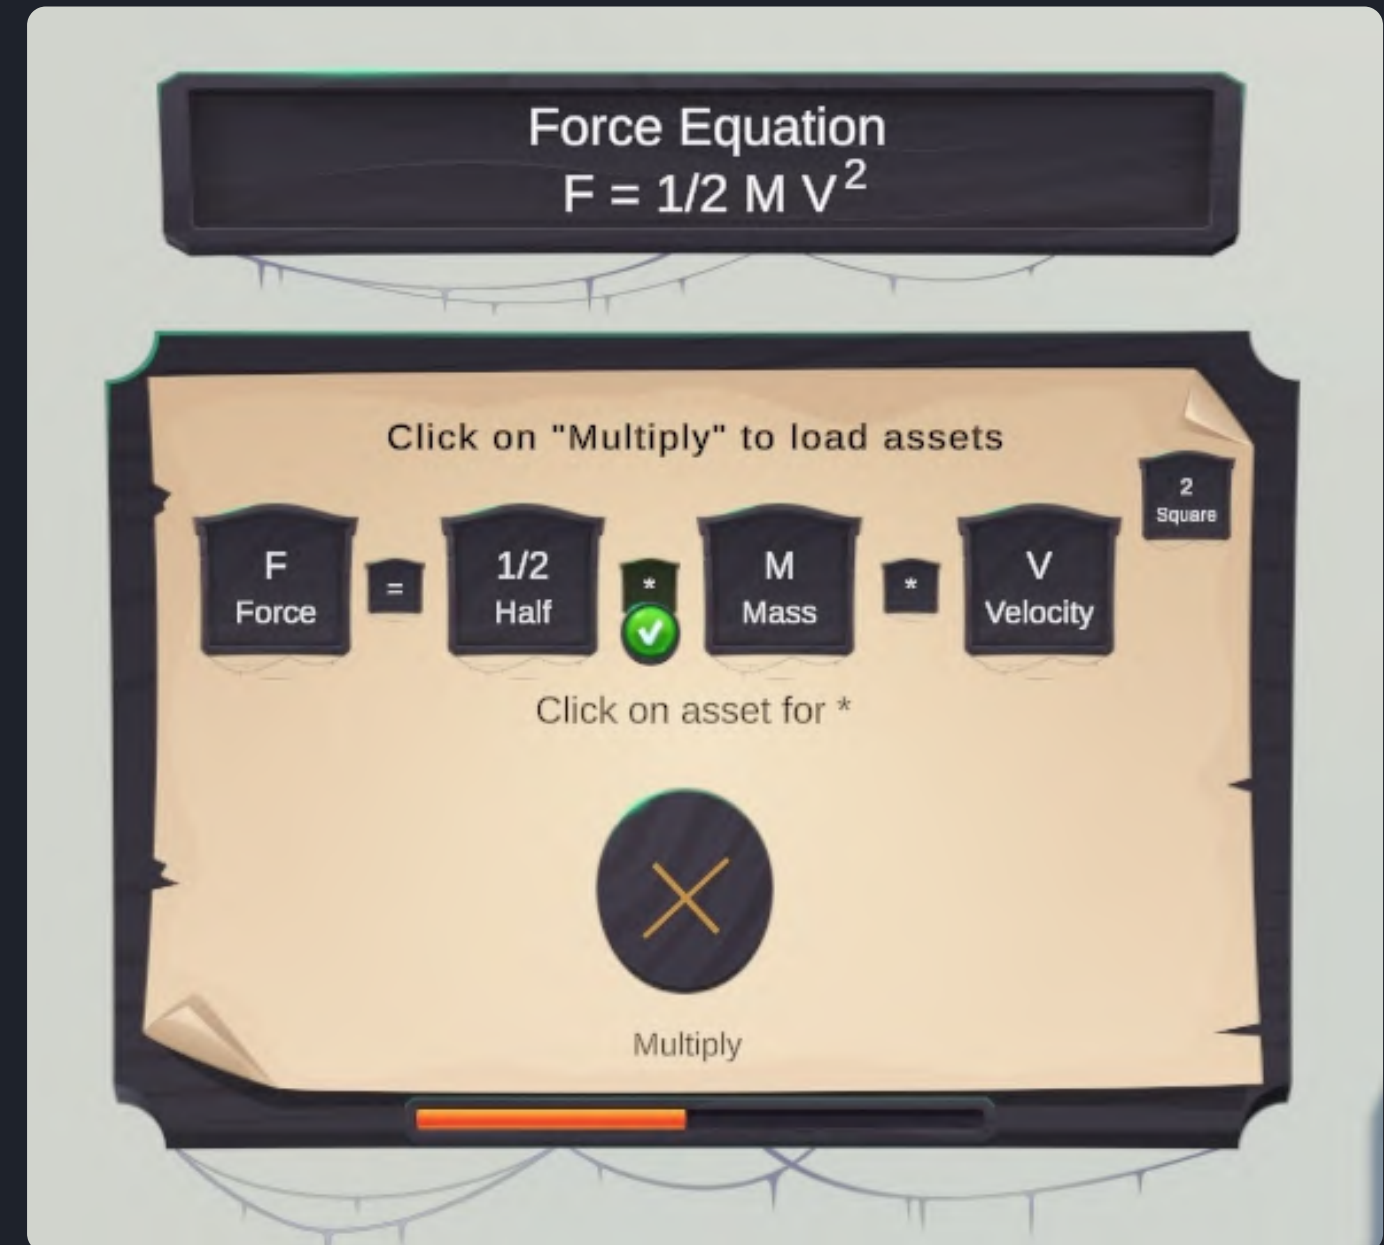 Force Equation
F = 1/2 M V²
Click on "Multiply" to load assets
2
Square
F
Force
=
1/2
Half
*
M
Mass
*
V
Velocity
Click on asset for *
Multiply